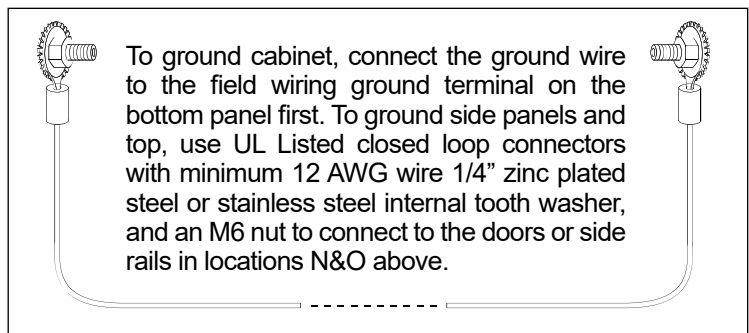 To ground cabinet, connect the ground wire
to the field wiring ground terminal on the
bottom panel first. To ground side panels and
top, use UL Listed closed loop connectors
with minimum 12 AWG wire 1/4” zinc plated
steel or stainless steel internal tooth washer,
and an M6 nut to connect to the doors or side
rails in locations N&O above.